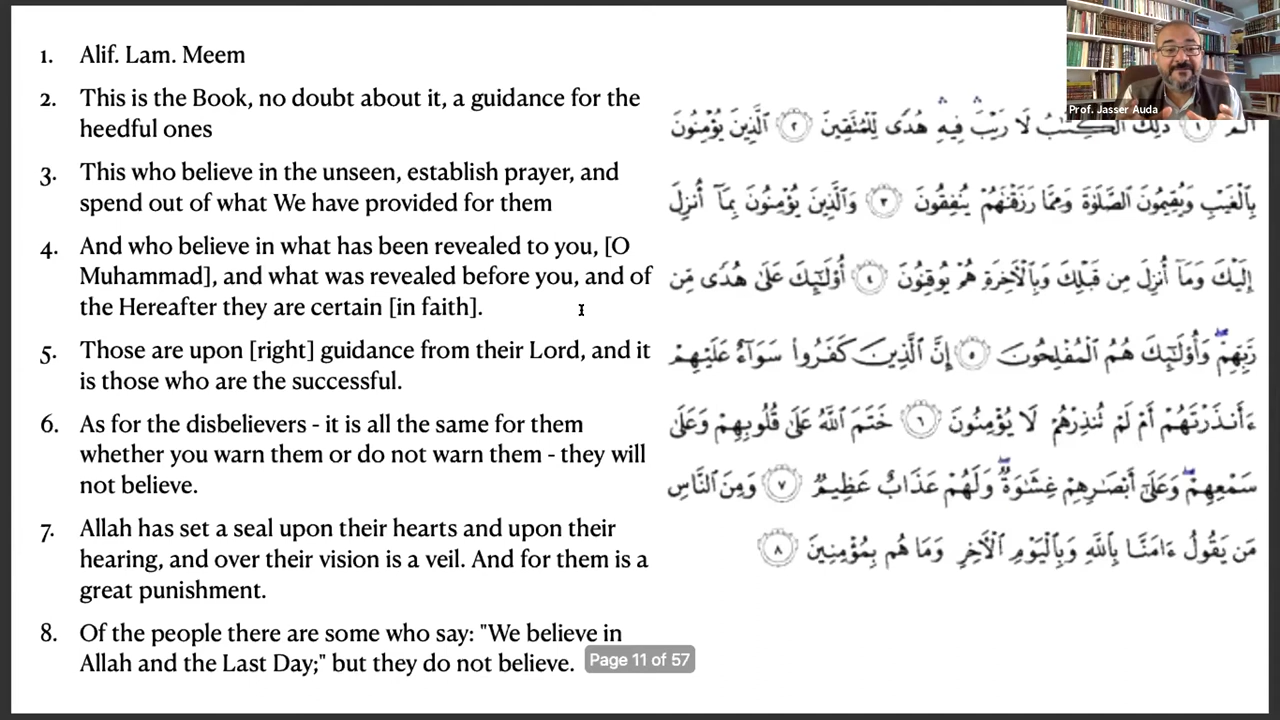 1. Alif. Lam. Meem
2. This is the Book, no doubt about it, a guidance for the
heedful ones
3. This who believe in the unseen, establish prayer, and
spend out of what We have provided for them
4. And who believe in what has been revealed to you, [O
Muhammad], and what was revealed before you, and of
the Hereafter they are certain [in faith].
5. Those are upon [right] guidance from their Lord, and it
is those who are the successful.
6. As for the disbelievers - it is all the same for them
whether you warn them or do not warn them - they will
not believe.
7. Allah has set a seal upon their hearts and upon their
hearing, and over their vision is a veil. And for them is a
great punishment.
8. Of the people there are some who say: "We believe in
Allah and the Last Day;" but they do not believe.
Page 11 of 57
Prof. Jasser Auda
الٓمٓ ١ ذَٰلِكَ ٱلْكِتَٰبُ لَا رَيْبَ ۛ فِيهِ ۛ هُدًى لِّلْمُتَّقِينَ ٢ ٱلَّذِينَ يُؤْمِنُونَ
بِٱلْغَيْبِ وَيُقِيمُونَ ٱلصَّلَوٰةَ وَمِمَّا رَزَقْنَٰهُمْ يُنفِقُونَ ٣ وَٱلَّذِينَ يُؤْمِنُونَ بِمَآ أُنزِلَ
إِلَيْكَ وَمَآ أُنزِلَ مِن قَبْلِكَ وَبِٱلْءَاخِرَةِ هُمْ يُوقِنُونَ ٤ أُو۟لَٰٓئِكَ عَلَىٰ هُدًى مِّن
رَّبِّهِمْ ۖ وَأُو۟لَٰٓئِكَ هُمُ ٱلْمُفْلِحُونَ ٥ إِنَّ ٱلَّذِينَ كَفَرُوا۟ سَوَآءٌ عَلَيْهِمْ
ءَأَنذَرْتَهُمْ أَمْ لَمْ تُنذِرْهُمْ لَا يُؤْمِنُونَ ٦ خَتَمَ ٱللَّهُ عَلَىٰ قُلُوبِهِمْ وَعَلَىٰ
سَمْعِهِمْ ۖ وَعَلَىٰٓ أَبْصَٰرِهِمْ غِشَٰوَةٌ ۖ وَلَهُمْ عَذَابٌ عَظِيمٌ ٧ وَمِنَ ٱلنَّاسِ
مَن يَقُولُ ءَامَنَّا بِٱللَّهِ وَبِٱلْيَوْمِ ٱلْءَاخِرِ وَمَا هُم بِمُؤْمِنِينَ ٨